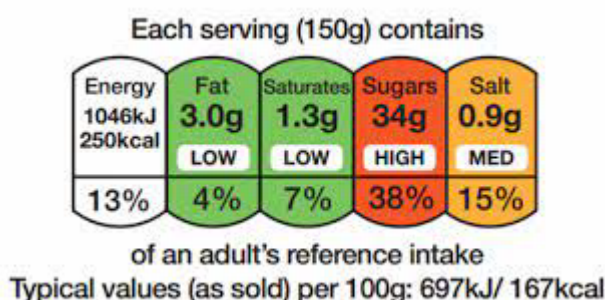 Each serving (150g) contains
Energy Fat Saturates Sugars Salt
1046kJ 3.0g 1.3g 34g 0.9g
250kcal
LOW LOW HIGH MED
13% 4% 7% 38% 15%
of an adult's reference intake
Typical values (as sold) per 100g: 697kJ/ 167kcal